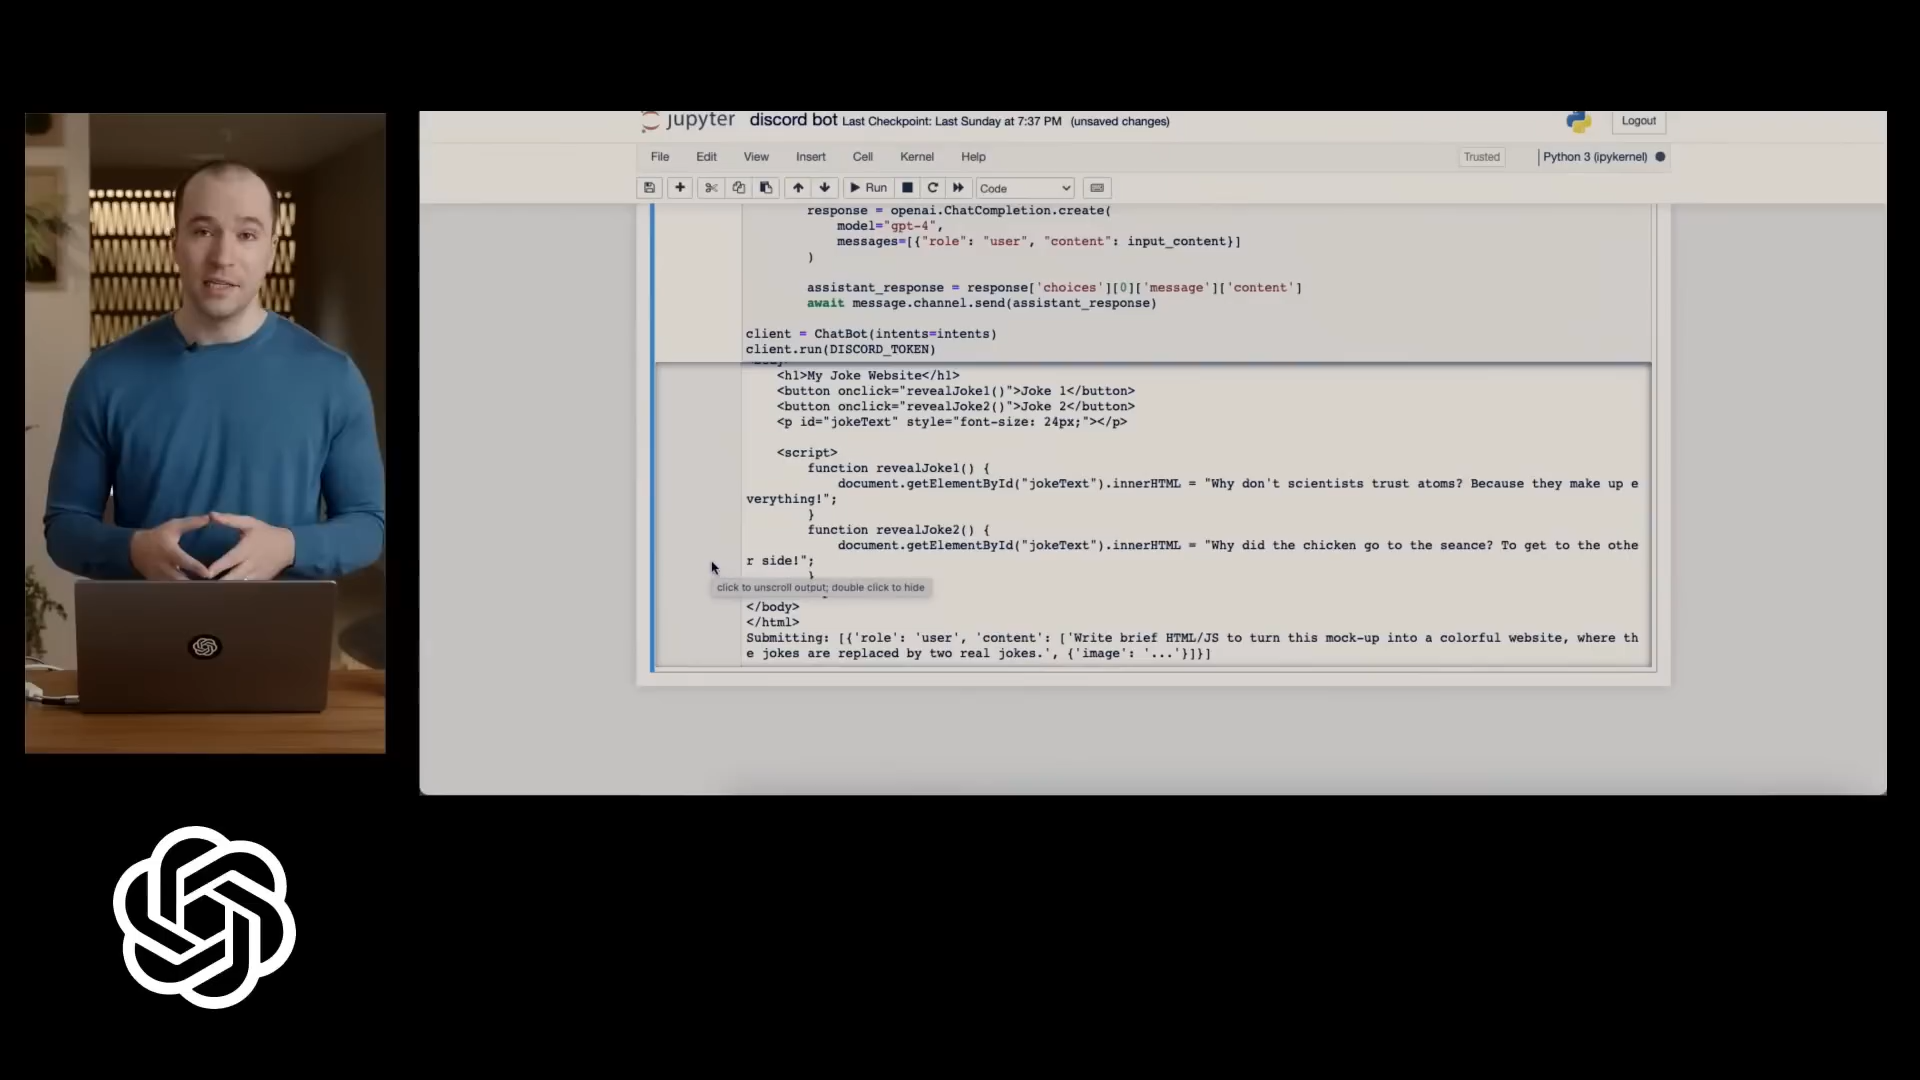 jupyter discord bot Last Checkpoint: Last Sunday at 7:37 PM (unsaved changes) Logout
File Edit View Insert Cell Kernel Help Trusted Python 3 (ipykernel)
Run Code
response = openai.ChatCompletion.create(
model="gpt-4",
messages=[{"role": "user", "content": input_content}]
)
assistant_response = response['choices'][0]['message']['content']
await message.channel.send(assistant_response)
client = ChatBot(intents=intents)
client.run(DISCORD_TOKEN)
<h1>My Joke Website</h1>
<button onclick="revealJoke1()">Joke 1</button>
<button onclick="revealJoke2()">Joke 2</button>
<p id="jokeText" style="font-size: 24px;"></p>
<script>
function revealJoke1() {
document.getElementById("jokeText").innerHTML = "Why don't scientists trust atoms? Because they make up e
verything!";
}
function revealJoke2() {
document.getElementById("jokeText").innerHTML = "Why did the chicken go to the seance? To get to the othe
r side!";
}
click to unscroll output; double click to hide
</body>
</html>
Submitting: [{'role': 'user', 'content': ['Write brief HTML/JS to turn this mock-up into a colorful website, where th
e jokes are replaced by two real jokes.', {'image': '...'}]}]